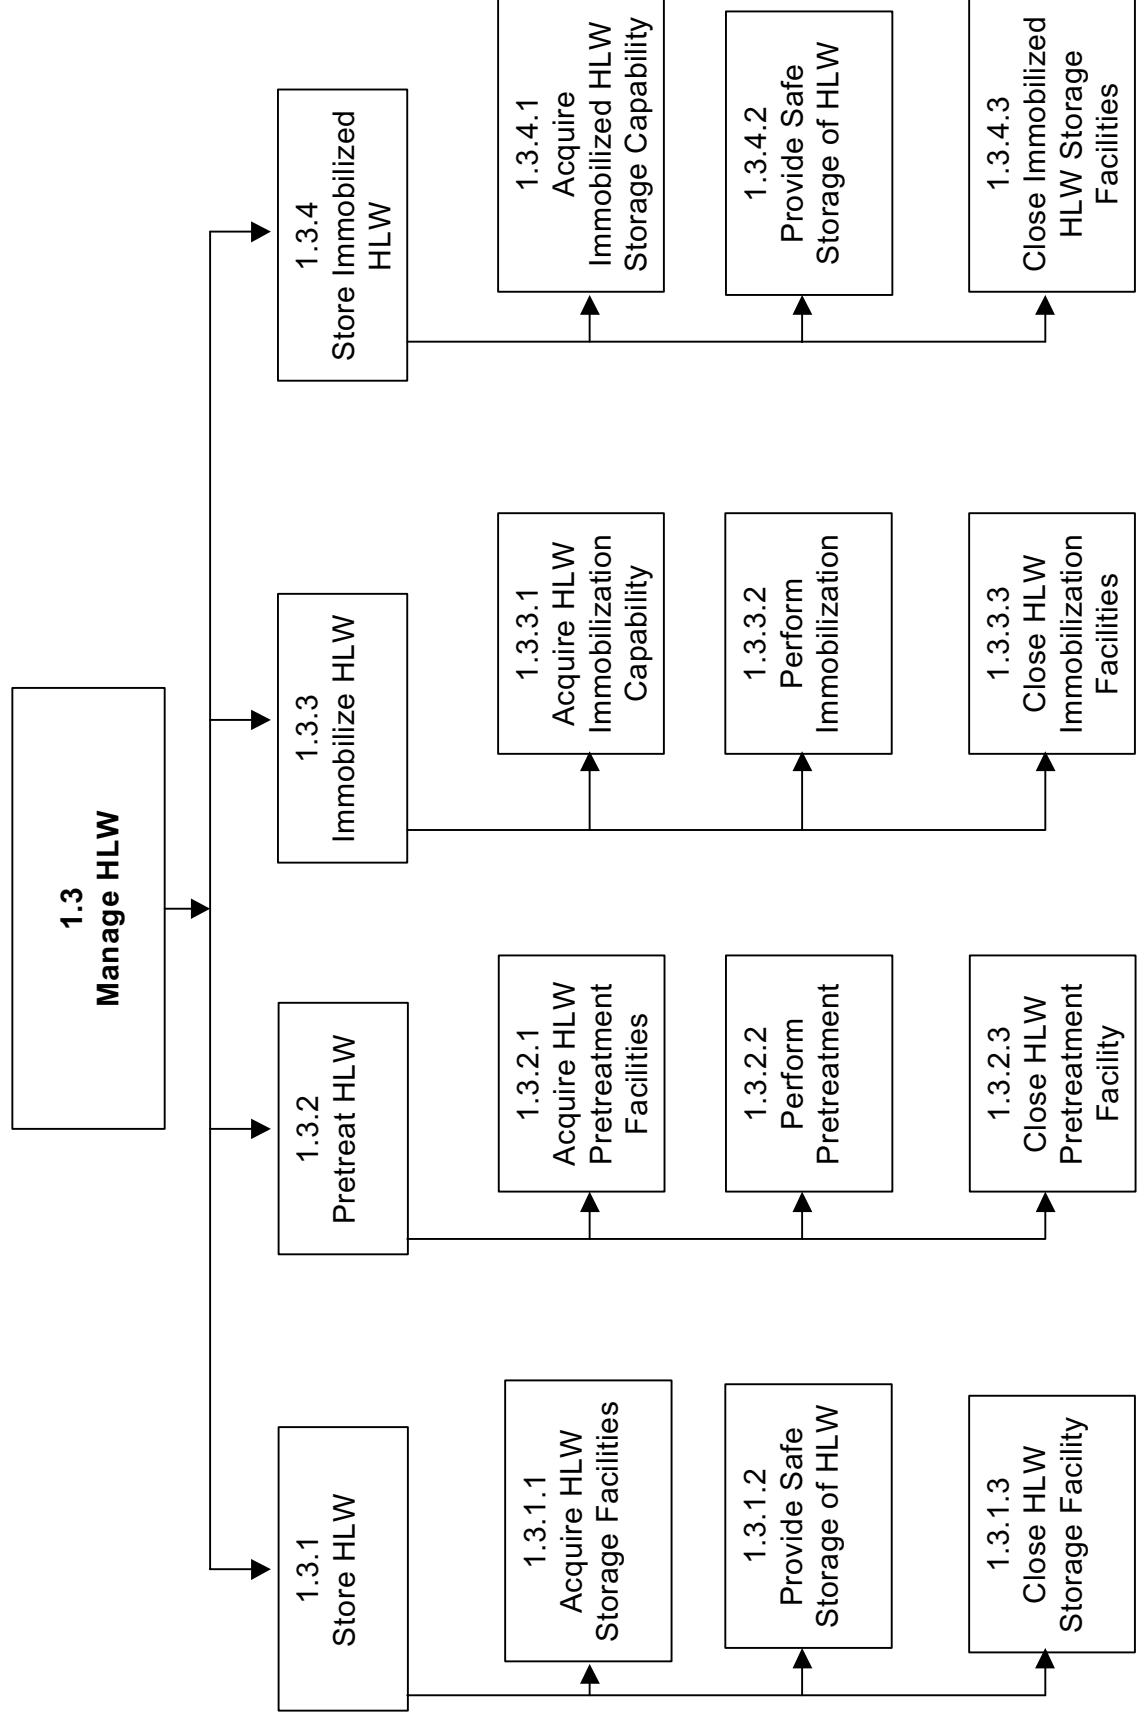 1.3
Manage HLW
1.3.1
Store HLW
1.3.2
Pretreat HLW
1.3.3
Immobilize HLW
1.3.4
Store Immobilized
HLW
1.3.1.1
Acquire HLW
Storage Facilities
1.3.2.1
Acquire HLW
Pretreatment
Facilities
1.3.3.1
Acquire HLW
Immobilization
Capability
1.3.4.1
Acquire
Immobilized HLW
Storage Capability
1.3.1.2
Provide Safe
Storage of HLW
1.3.2.2
Perform
Pretreatment
1.3.3.2
Perform
Immobilization
1.3.4.2
Provide Safe
Storage of HLW
1.3.1.3
Close HLW
Storage Facility
1.3.2.3
Close HLW
Pretreatment
Facility
1.3.3.3
Close HLW
Immobilization
Facilities
1.3.4.3
Close Immobilized
HLW Storage
Facilities